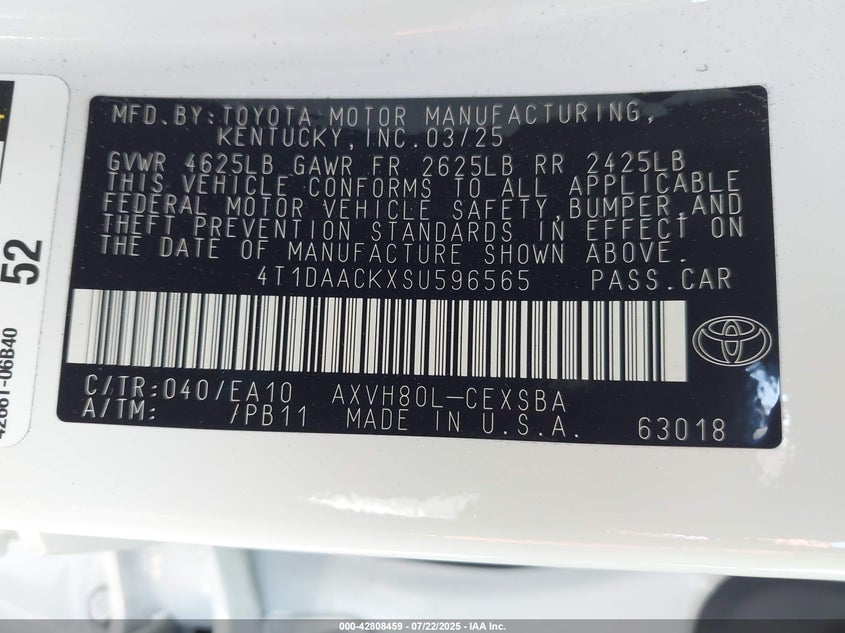 MFD.BY:TOYOTA MOTOR MANUFACTURING,
KENTUCKY,INC.03/25
GVWR 4625LB GAWR FR 2625LB RR 2425LB
THIS VEHICLE CONFORMS TO ALL APPLICABLE
FEDERAL MOTOR VEHICLE SAFETY,BUMPER,AND
THEFT PREVENTION STANDARDS IN EFFECT ON
THE DATE OF MANUFACTURE SHOWN ABOVE.
4T1DAACKXSU596565 PASS.CAR
C/TR:040/EA10 AXVH80L-CEXSBA
A/TM: /PB11 MADE IN U.S.A. 63018
52
42661-06B40
000-42808459 - 07/22/2025 - IAA Inc.